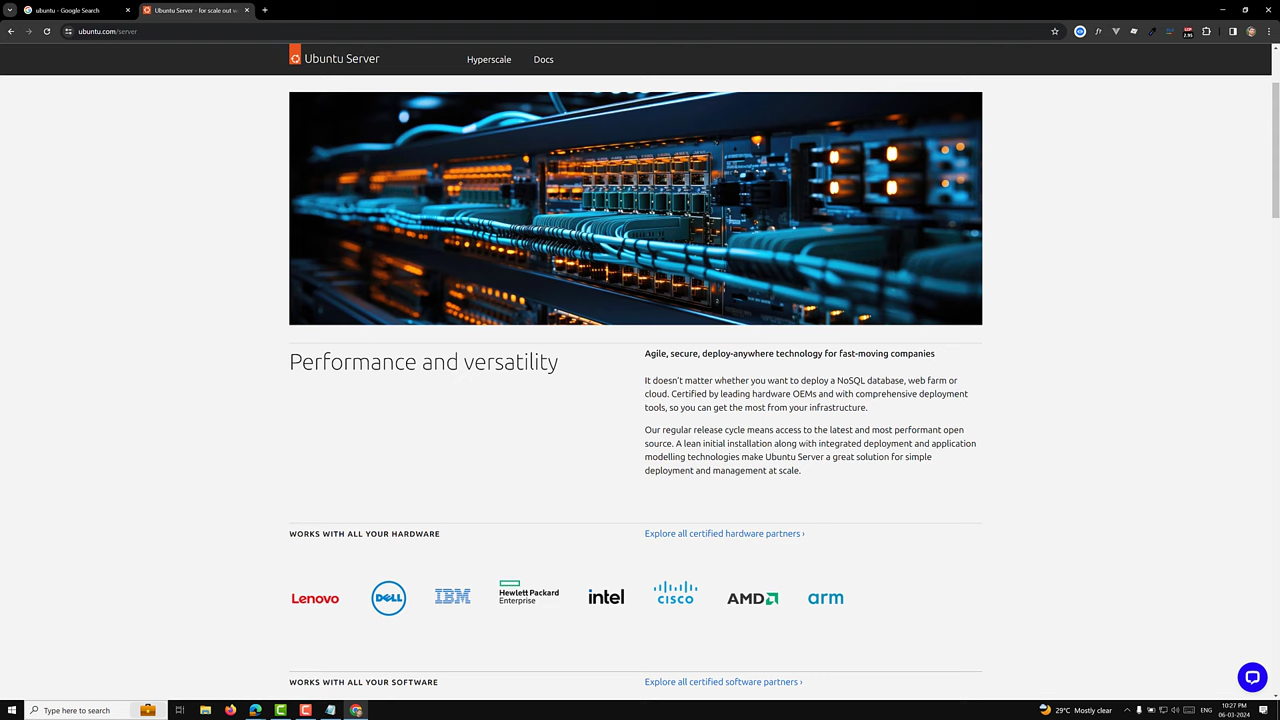 ubuntu - Google Search
Ubuntu Server - for scale out w
ubuntu.com/server
Ubuntu Server
Hyperscale
Docs
Performance and versatility
Agile, secure, deploy-anywhere technology for fast-moving companies
It doesn't matter whether you want to deploy a NoSQL database, web farm or
cloud. Certified by leading hardware OEMs and with comprehensive deployment
tools, so you can get the most from your infrastructure.
Our regular release cycle means access to the latest and most performant open
source. A lean initial installation along with integrated deployment and application
modelling technologies make Ubuntu Server a great solution for simple
deployment and management at scale.
WORKS WITH ALL YOUR HARDWARE
Explore all certified hardware partners ›
Lenovo
DELL
IBM
Hewlett Packard
Enterprise
intel
CISCO
AMD
arm
WORKS WITH ALL YOUR SOFTWARE
Explore all certified software partners ›
Type here to search
29°C Mostly clear
ENG
10:27 PM
06-03-2024